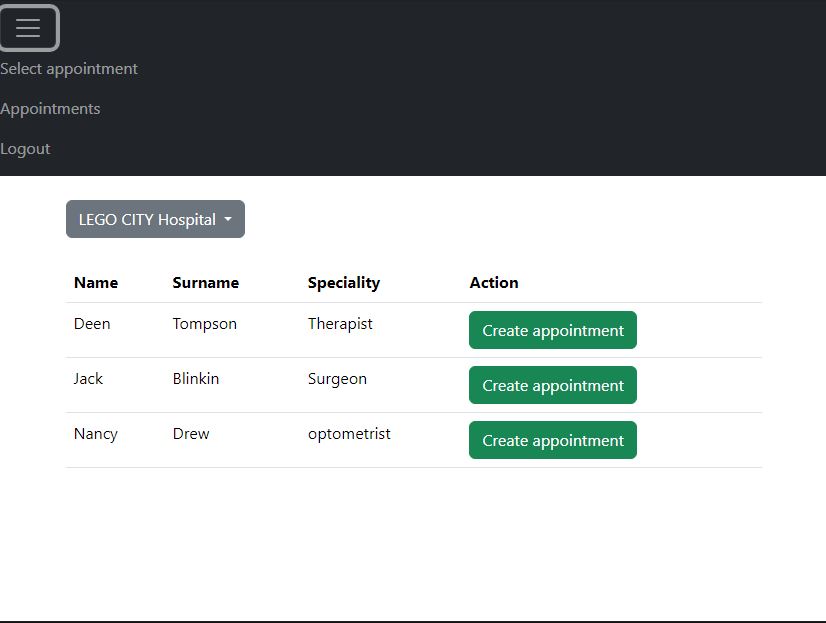 Select appointment
Appointments
Logout
LEGO CITY Hospital
Name Surname Speciality Action
Deen Tompson Therapist Create appointment
Jack Blinkin Surgeon Create appointment
Nancy Drew optometrist Create appointment